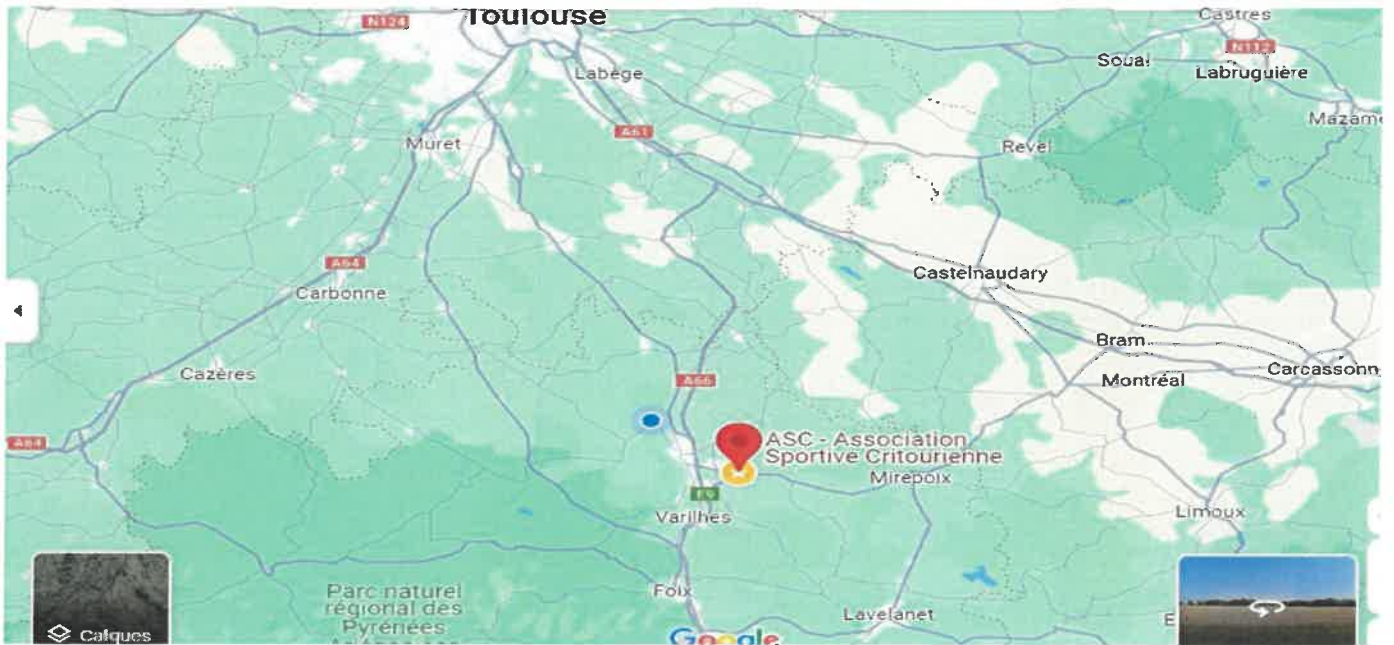 Toulouse
Castres
N124
N112
Soual
Labruguière
Labège
Mazam
A61
Muret
Revel
A64
Carbonne
Castelnaudary
Bram
Carcassonn
Cazères
A66
Montréal
A64
ASC - Association
Sportive Critourienne
Mirepoix
E9
Varilhes
Limoux
Foix
Parc naturel
régional des
Pyrénées
Lavelanet
E
Calques
Google